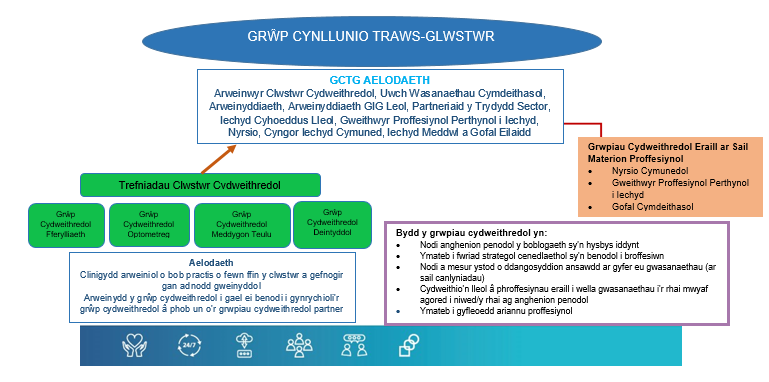 GRŴP CYNLLUNIO TRAWS-GLWSTWR
GCTG AELODAETH
Arweinwyr Clwstwr Cydweithredol, Uwch Wasanaethau Cymdeithasol,
Arweinyddiaeth, Arweinyddiaeth GIG Leol, Partneriaid y Trydydd Sector,
Iechyd Cyhoeddus Lleol, Gweithwyr Proffesiynol Perthynol i Iechyd,
Nyrsio, Cyngor Iechyd Cymuned, Iechyd Meddwl a Gofal Eilaidd
Grwpiau Cydweithredol Eraill ar Sail
Materion Proffesiynol
• Nyrsio Cymunedol
• Gweithwyr Proffesiynol Perthynol
i Iechyd
• Gofal Cymdeithasol
Trefniadau Clwstwr Cydweithredol
Grŵp
Cydweithredol
Fferylliaeth
Grŵp
Cydweithredol
Optometreg
Grŵp
Cydweithredol
Meddygon Teulu
Grŵp
Cydweithredol
Deintyddol
Aelodaeth
Clinigydd arweiniol o bob practis o fewn ffin y clwstwr a gefnogir
gan adnodd gweinyddol
Arweinydd y grŵp cydweithredol i gael ei benodi i gynrychioli'r
grŵp cydweithredol â phob un o'r grwpiau cydweithredol partner
Bydd y grwpiau cydweithredol yn:
• Nodi anghenion penodol y boblogaeth sy'n hysbys iddynt
• Ymateb i fwriad strategol cenedlaethol sy'n benodol i broffesiwn
• Nodi a mesur ystod o ddangosyddion ansawdd ar gyfer eu gwasanaethau (ar
sail canlyniadau)
• Cydweithio'n lleol â phroffesiynau eraill i wella gwasanaethau i'r rhai mwyaf
agored i niwed/y rhai ag anghenion penodol
• Ymateb i gyfleoedd ariannu proffesiynol
24/7